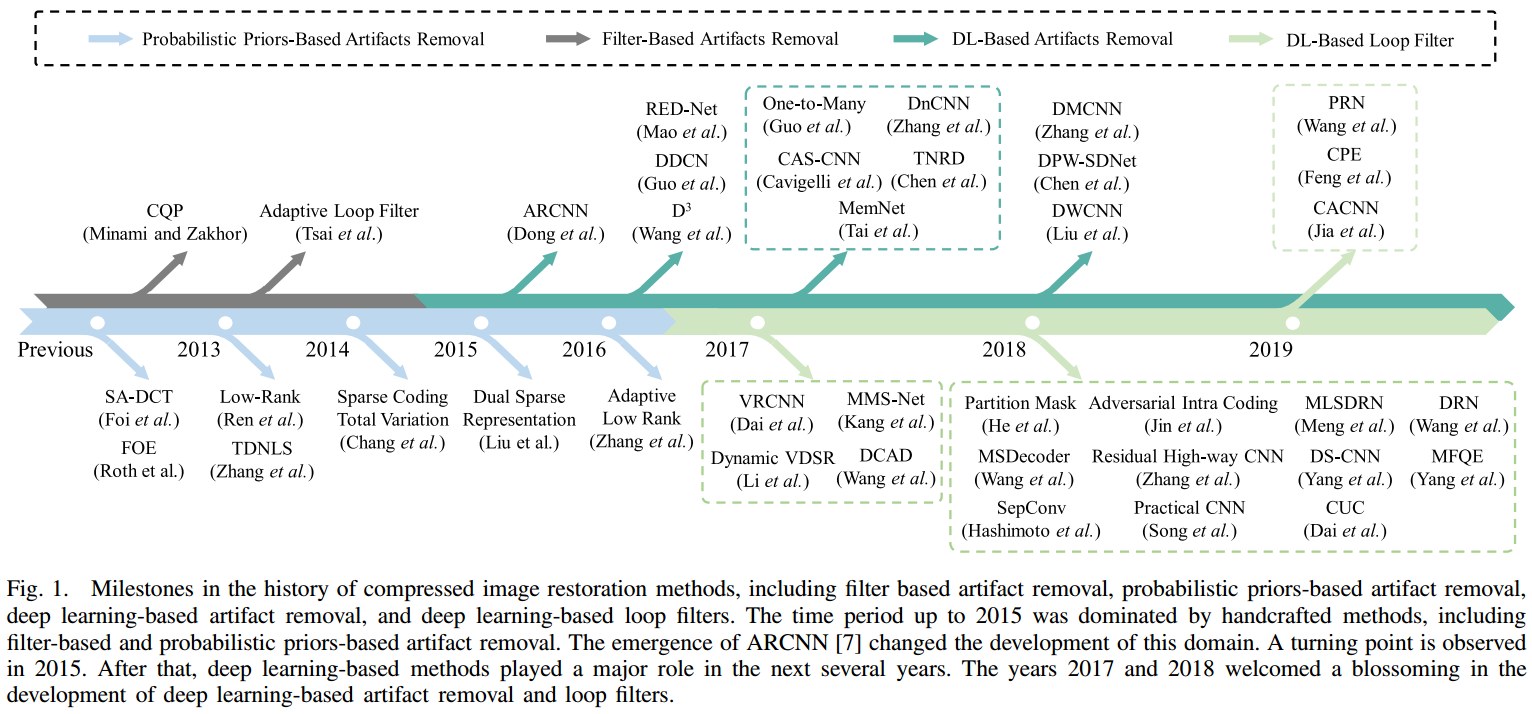 Probabilistic Priors-Based Artifacts Removal
Filter-Based Artifacts Removal
DL-Based Artifacts Removal
DL-Based Loop Filter
CQP
(Minami and Zakhor)
Adaptive Loop Filter
(Tsai et al.)
ARCNN
(Dong et al.)
RED-Net
(Mao et al.)
DDCN
(Guo et al.)
D³
(Wang et al.)
One-to-Many
(Guo et al.)
DnCNN
(Zhang et al.)
CAS-CNN
(Cavigelli et al.)
TNRD
(Chen et al.)
MemNet
(Tai et al.)
DMCNN
(Zhang et al.)
DPW-SDNet
(Chen et al.)
DWCNN
(Liu et al.)
PRN
(Wang et al.)
CPE
(Feng et al.)
CACNN
(Jia et al.)
Previous
2013
2014
2015
2016
2017
2018
2019
SA-DCT
(Foi et al.)
FOE
(Roth et al.)
Low-Rank
(Ren et al.)
TDNLS
(Zhang et al.)
Sparse Coding
Total Variation
(Chang et al.)
Dual Sparse
Representation
(Liu et al.)
Adaptive
Low Rank
(Zhang et al.)
VRCNN
(Dai et al.)
MMS-Net
(Kang et al.)
Dynamic VDSR
(Li et al.)
DCAD
(Wang et al.)
Partition Mask
(He et al.)
Adversarial Intra Coding
(Jin et al.)
MLSDRN
(Meng et al.)
DRN
(Wang et al.)
MSDecoder
(Wang et al.)
Residual High-way CNN
(Zhang et al.)
DS-CNN
(Yang et al.)
MFQE
(Yang et al.)
SepConv
(Hashimoto et al.)
Practical CNN
(Song et al.)
CUC
(Dai et al.)
Fig. 1. Milestones in the history of compressed image restoration methods, including filter based artifact removal, probabilistic priors-based artifact removal,
deep learning-based artifact removal, and deep learning-based loop filters. The time period up to 2015 was dominated by handcrafted methods, including
filter-based and probabilistic priors-based artifact removal. The emergence of ARCNN [7] changed the development of this domain. A turning point is observed
in 2015. After that, deep learning-based methods played a major role in the next several years. The years 2017 and 2018 welcomed a blossoming in the
development of deep learning-based artifact removal and loop filters.